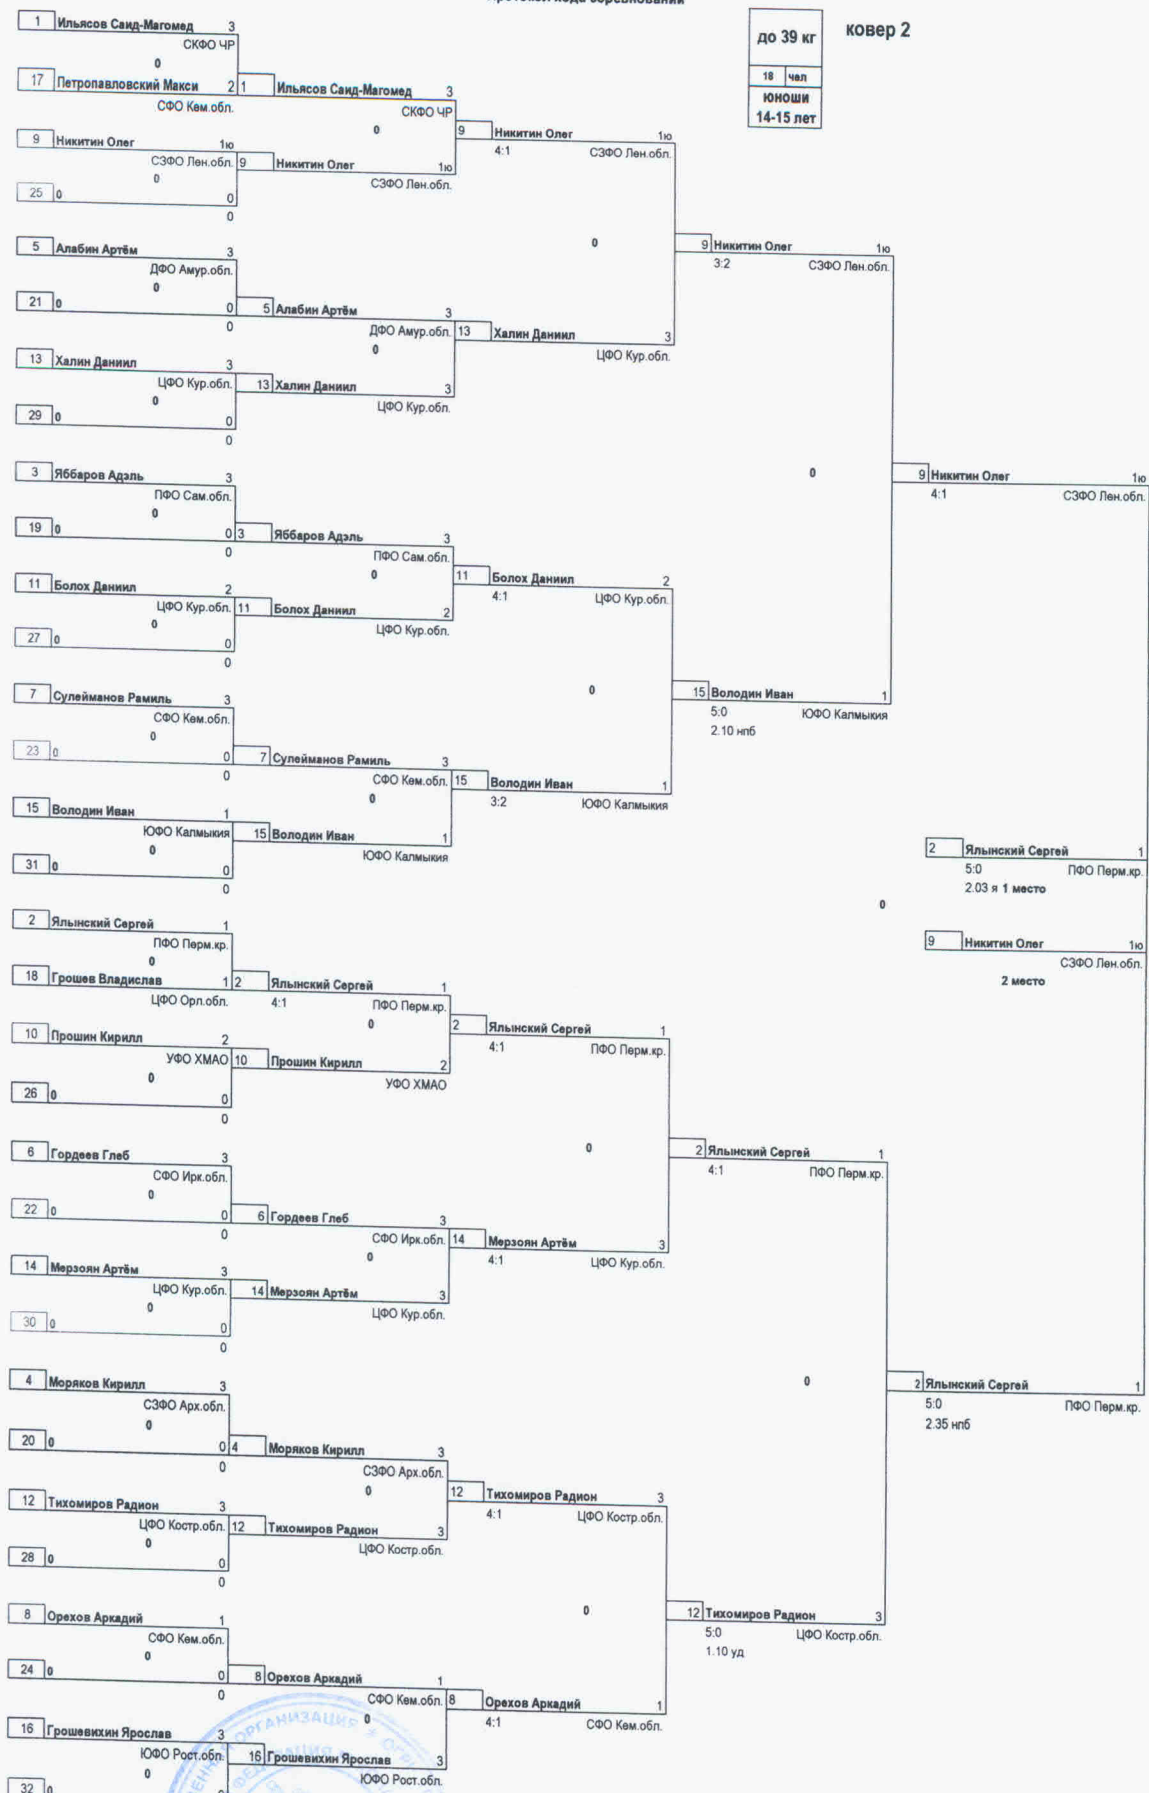 Протокол хода соревнований
до 39 кг
ковер 2
18 чел
юноши
14-15 лет
1 Ильясов Саид-Магомед 3
СКФО ЧР
0
17 Петропавловский Макси 2
СФО Кем.обл.
1 Ильясов Саид-Магомед 3
СКФО ЧР
0
9 Никитин Олег 1ю
4:1 СЗФО Лен.обл.
9 Никитин Олег 1ю
СЗФО Лен.обл.
0
9 Никитин Олег 1ю
СЗФО Лен.обл.
25 0 0
0
0
9 Никитин Олег 1ю
3:2 СЗФО Лен.обл.
5 Алабин Артём 3
ДФО Амур.обл.
0
21 0 0
0
5 Алабин Артём 3
ДФО Амур.обл.
0
13 Халин Даниил 3
ЦФО Кур.обл.
13 Халин Даниил 3
ЦФО Кур.обл.
0
13 Халин Даниил 3
ЦФО Кур.обл.
29 0 0
0
0
9 Никитин Олег 1ю
4:1 СЗФО Лен.обл.
3 Яббаров Адэль 3
ПФО Сам.обл.
0
19 0 0
0
3 Яббаров Адэль 3
ПФО Сам.обл.
0
11 Болох Даниил 2
4:1 ЦФО Кур.обл.
11 Болох Даниил 2
ЦФО Кур.обл.
0
11 Болох Даниил 2
ЦФО Кур.обл.
27 0 0
0
0
15 Володин Иван 1
5:0 ЮФО Калмыкия
2.10 нпб
7 Сулейманов Рамиль 3
СФО Кем.обл.
0
23 0 0
0
7 Сулейманов Рамиль 3
СФО Кем.обл.
0
15 Володин Иван 1
3:2 ЮФО Калмыкия
15 Володин Иван 1
ЮФО Калмыкия
0
15 Володин Иван 1
ЮФО Калмыкия
31 0 0
0
2 Ялынский Сергей 1
5:0 ПФО Перм.кр.
2.03 я 1 место
0
9 Никитин Олег 1ю
СЗФО Лен.обл.
2 место
2 Ялынский Сергей 1
ПФО Перм.кр.
0
18 Грошев Владислав 1
ЦФО Орл.обл.
2 Ялынский Сергей 1
4:1 ПФО Перм.кр.
0
2 Ялынский Сергей 1
4:1 ПФО Перм.кр.
10 Прошин Кирилл 2
УФО ХМАО
0
10 Прошин Кирилл 2
УФО ХМАО
26 0 0
0
0
2 Ялынский Сергей 1
4:1 ПФО Перм.кр.
6 Гордеев Глеб 3
СФО Ирк.обл.
0
22 0 0
0
6 Гордеев Глеб 3
СФО Ирк.обл.
0
14 Мерзоян Артём 3
4:1 ЦФО Кур.обл.
14 Мерзоян Артём 3
ЦФО Кур.обл.
0
14 Мерзоян Артём 3
ЦФО Кур.обл.
30 0 0
0
0
2 Ялынский Сергей 1
5:0 ПФО Перм.кр.
2.35 нпб
4 Моряков Кирилл 3
СЗФО Арх.обл.
0
20 0 0
0
4 Моряков Кирилл 3
СЗФО Арх.обл.
0
12 Тихомиров Радион 3
4:1 ЦФО Костр.обл.
12 Тихомиров Радион 3
ЦФО Костр.обл.
0
12 Тихомиров Радион 3
ЦФО Костр.обл.
28 0 0
0
0
12 Тихомиров Радион 3
5:0 ЦФО Костр.обл.
1.10 уд
8 Орехов Аркадий 1
СФО Кем.обл.
0
24 0 0
0
8 Орехов Аркадий 1
СФО Кем.обл.
0
8 Орехов Аркадий 1
4:1 СФО Кем.обл.
16 Грошевихин Ярослав 3
ЮФО Рост.обл.
0
16 Грошевихин Ярослав 3
ЮФО Рост.обл.
32 0
ОРГАНИЗАЦИЯ